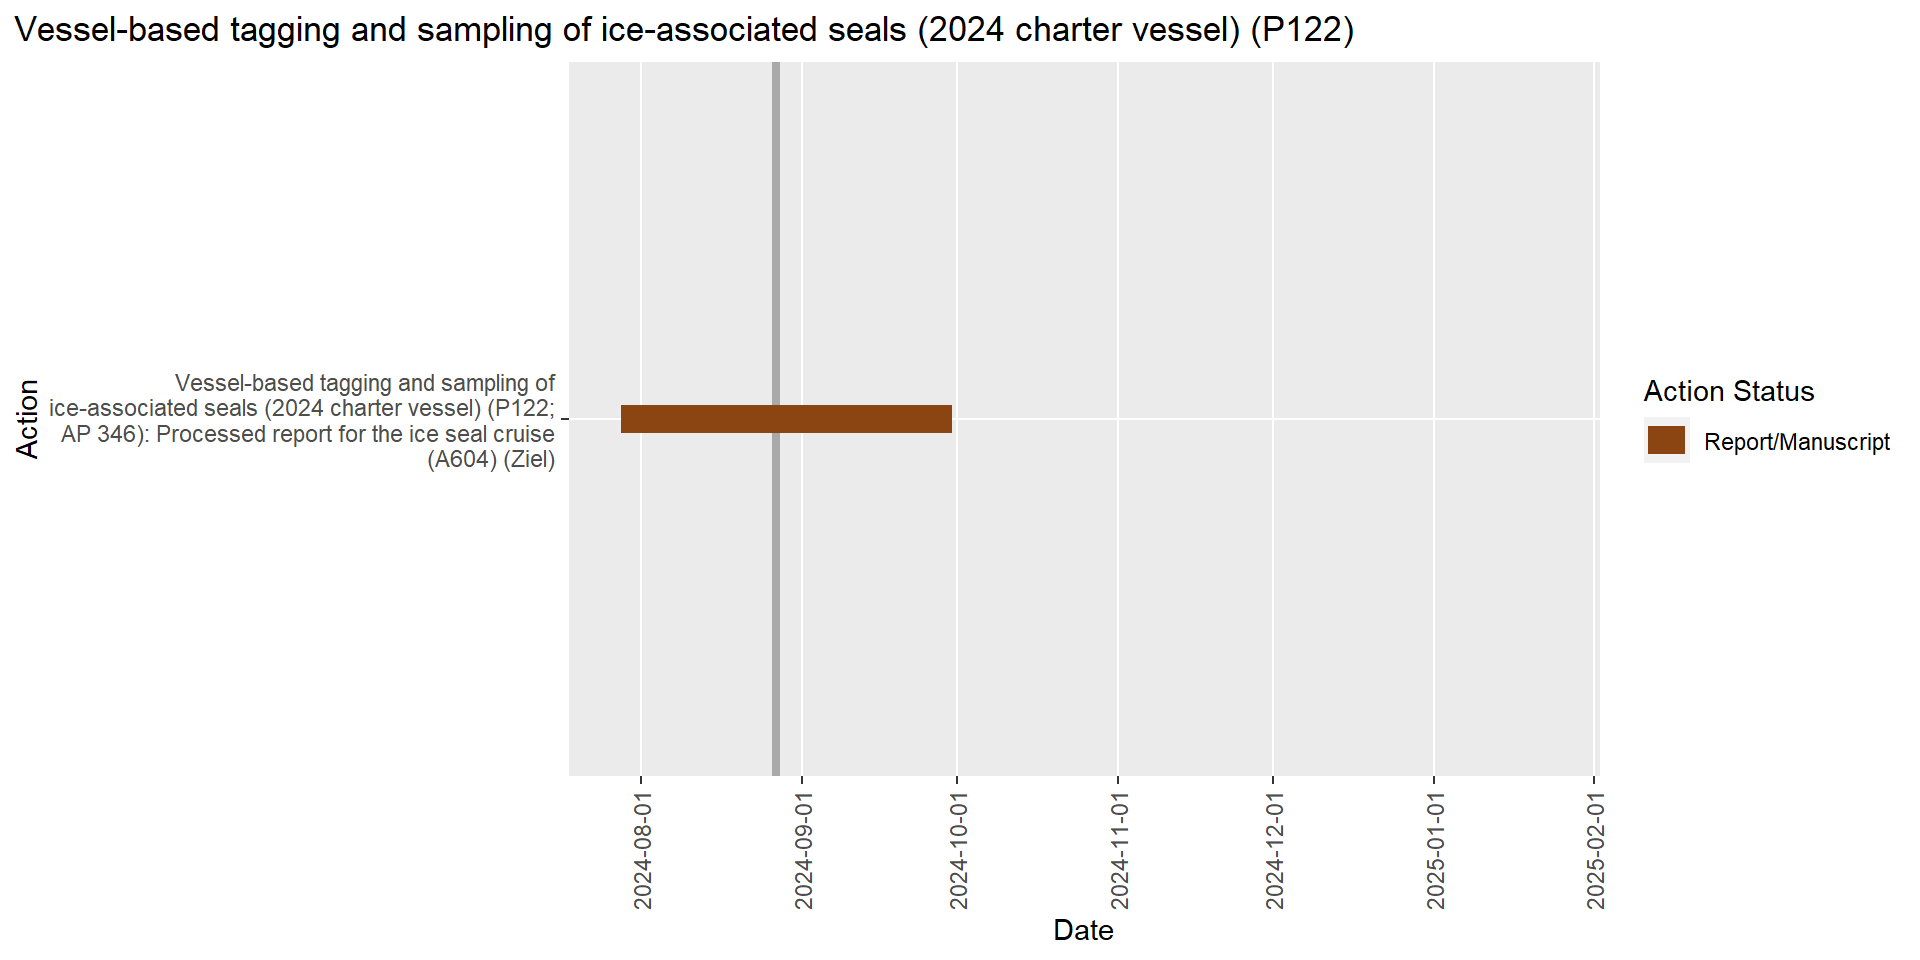 Vessel-based tagging and sampling of ice-associated seals (2024 charter vessel) (P122)
Action
Vessel-based tagging and sampling of
ice-associated seals (2024 charter vessel) (P122;
AP 346): Processed report for the ice seal cruise
(A604) (Ziel)
2024-08-01
2024-09-01
2024-10-01
2024-11-01
2024-12-01
2025-01-01
2025-02-01
Date
Action Status
Report/Manuscript